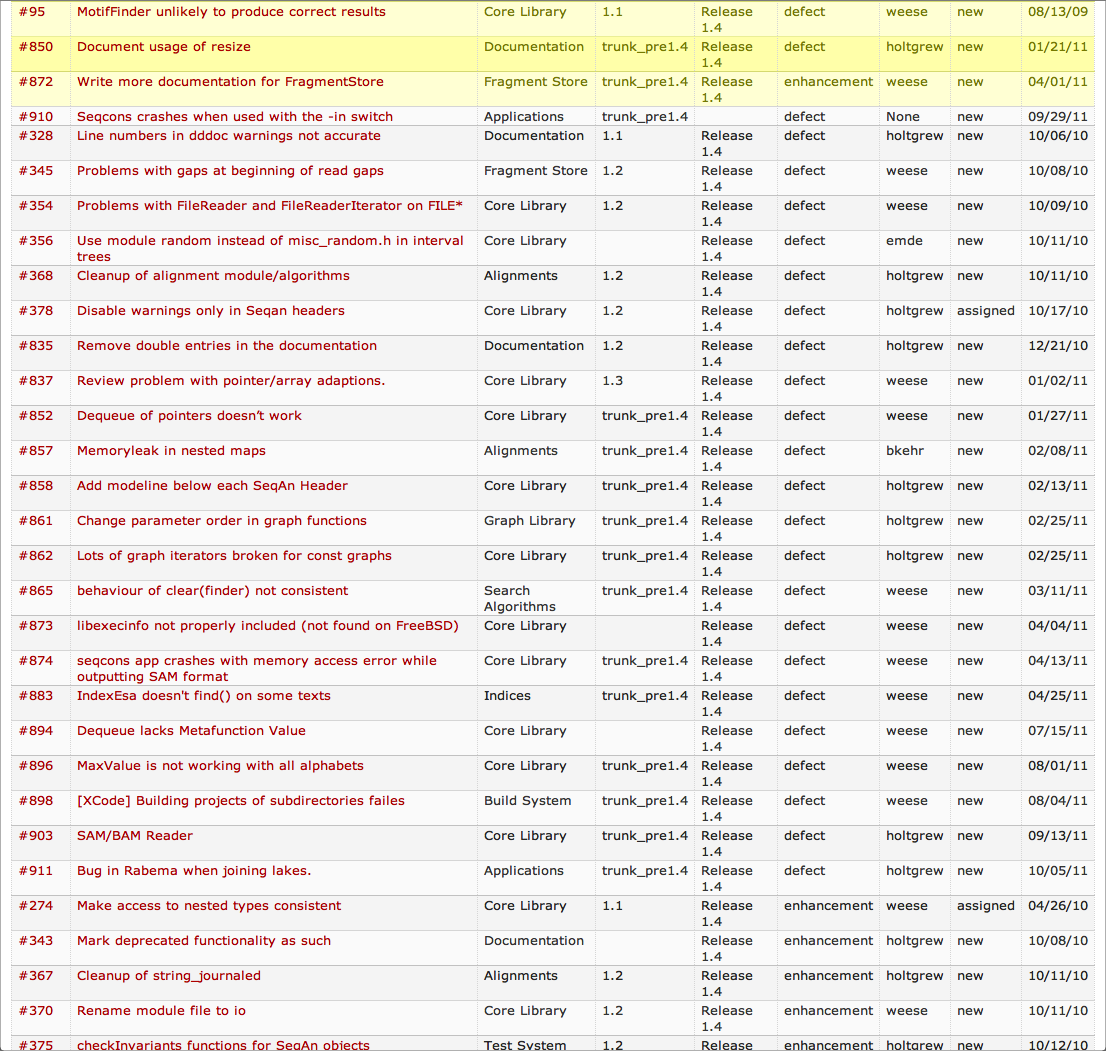 #95 MotifFinder unlikely to produce correct results Core Library 1.1 Release 1.4 defect weese new 08/13/09
#850 Document usage of resize Documentation trunk_pre1.4 Release 1.4 defect holtgrew new 01/21/11
#872 Write more documentation for FragmentStore Fragment Store trunk_pre1.4 Release 1.4 enhancement weese new 04/01/11
#910 Seqcons crashes when used with the -in switch Applications trunk_pre1.4 defect None new 09/29/11
#328 Line numbers in dddoc warnings not accurate Documentation 1.1 Release 1.4 defect holtgrew new 10/06/10
#345 Problems with gaps at beginning of read gaps Fragment Store 1.2 Release 1.4 defect weese new 10/08/10
#354 Problems with FileReader and FileReaderIterator on FILE* Core Library 1.2 Release 1.4 defect weese new 10/09/10
#356 Use module random instead of misc_random.h in interval trees Core Library Release 1.4 defect emde new 10/11/10
#368 Cleanup of alignment module/algorithms Alignments 1.2 Release 1.4 defect holtgrew new 10/11/10
#378 Disable warnings only in Seqan headers Core Library 1.2 Release 1.4 defect holtgrew assigned 10/17/10
#835 Remove double entries in the documentation Documentation 1.2 Release 1.4 defect holtgrew new 12/21/10
#837 Review problem with pointer/array adaptions. Core Library 1.3 Release 1.4 defect weese new 01/02/11
#852 Dequeue of pointers doesn’t work Core Library trunk_pre1.4 Release 1.4 defect weese new 01/27/11
#857 Memoryleak in nested maps Alignments trunk_pre1.4 Release 1.4 defect bkehr new 02/08/11
#858 Add modeline below each SeqAn Header Core Library trunk_pre1.4 Release 1.4 defect holtgrew new 02/13/11
#861 Change parameter order in graph functions Graph Library trunk_pre1.4 Release 1.4 defect holtgrew new 02/25/11
#862 Lots of graph iterators broken for const graphs Core Library trunk_pre1.4 Release 1.4 defect holtgrew new 02/25/11
#865 behaviour of clear(finder) not consistent Search Algorithms trunk_pre1.4 Release 1.4 defect weese new 03/11/11
#873 libexecinfo not properly included (not found on FreeBSD) Core Library Release 1.4 defect weese new 04/04/11
#874 seqcons app crashes with memory access error while outputting SAM format Core Library trunk_pre1.4 Release 1.4 defect weese new 04/13/11
#883 IndexEsa doesn't find() on some texts Indices trunk_pre1.4 Release 1.4 defect weese new 04/25/11
#894 Dequeue lacks Metafunction Value Core Library Release 1.4 defect weese new 07/15/11
#896 MaxValue is not working with all alphabets Core Library trunk_pre1.4 Release 1.4 defect weese new 08/01/11
#898 [XCode] Building projects of subdirectories failes Build System trunk_pre1.4 Release 1.4 defect weese new 08/04/11
#903 SAM/BAM Reader Core Library trunk_pre1.4 Release 1.4 defect holtgrew new 09/13/11
#911 Bug in Rabema when joining lakes. Applications trunk_pre1.4 Release 1.4 defect holtgrew new 10/05/11
#274 Make access to nested types consistent Core Library 1.1 Release 1.4 enhancement weese assigned 04/26/10
#343 Mark deprecated functionality as such Documentation Release 1.4 enhancement holtgrew new 10/08/10
#367 Cleanup of string_journaled Alignments 1.2 Release 1.4 enhancement holtgrew new 10/11/10
#370 Rename module file to io Core Library 1.2 Release 1.4 enhancement weese new 10/11/10
#375 checkInvariants functions for SeqAn objects Test System 1.2 Release enhancement holtgrew new 10/12/10